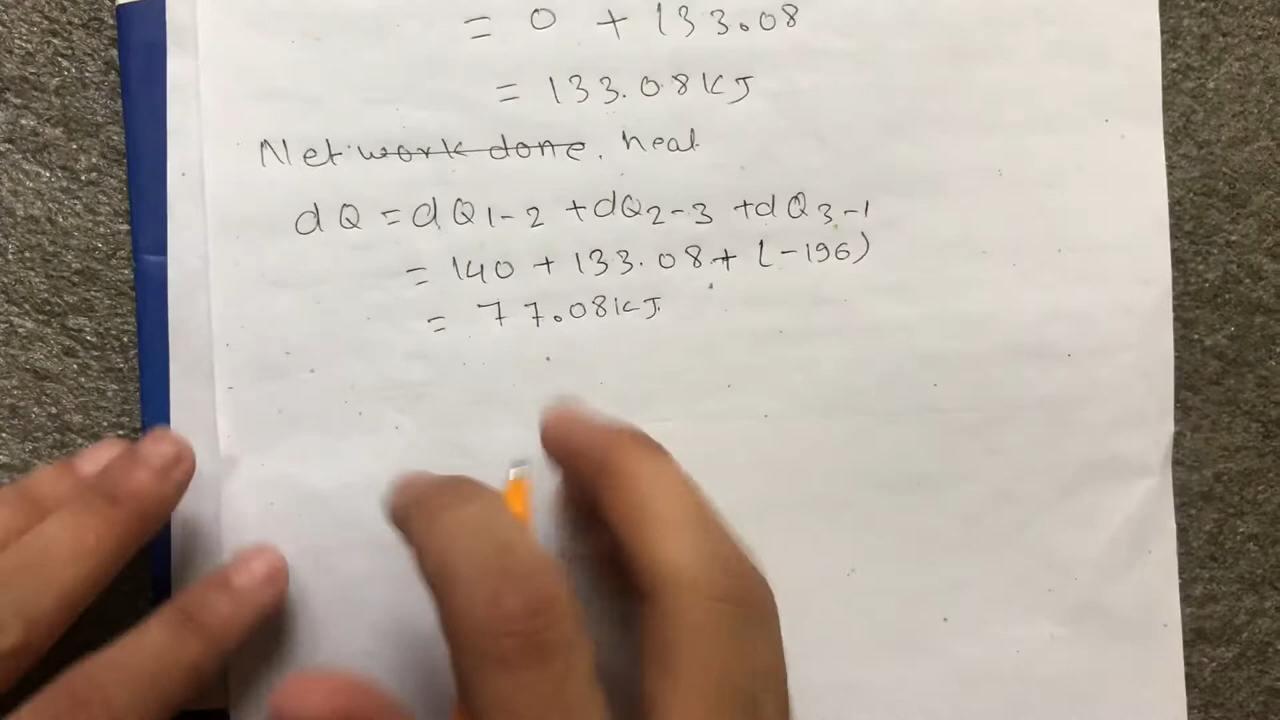 = 0 + 133.08
= 133.08 KJ
Net work done. heat
dQ = dQ1-2 + dQ2-3 + dQ3-1
= 140 + 133.08 + (-196)
= 77.08 KJ.